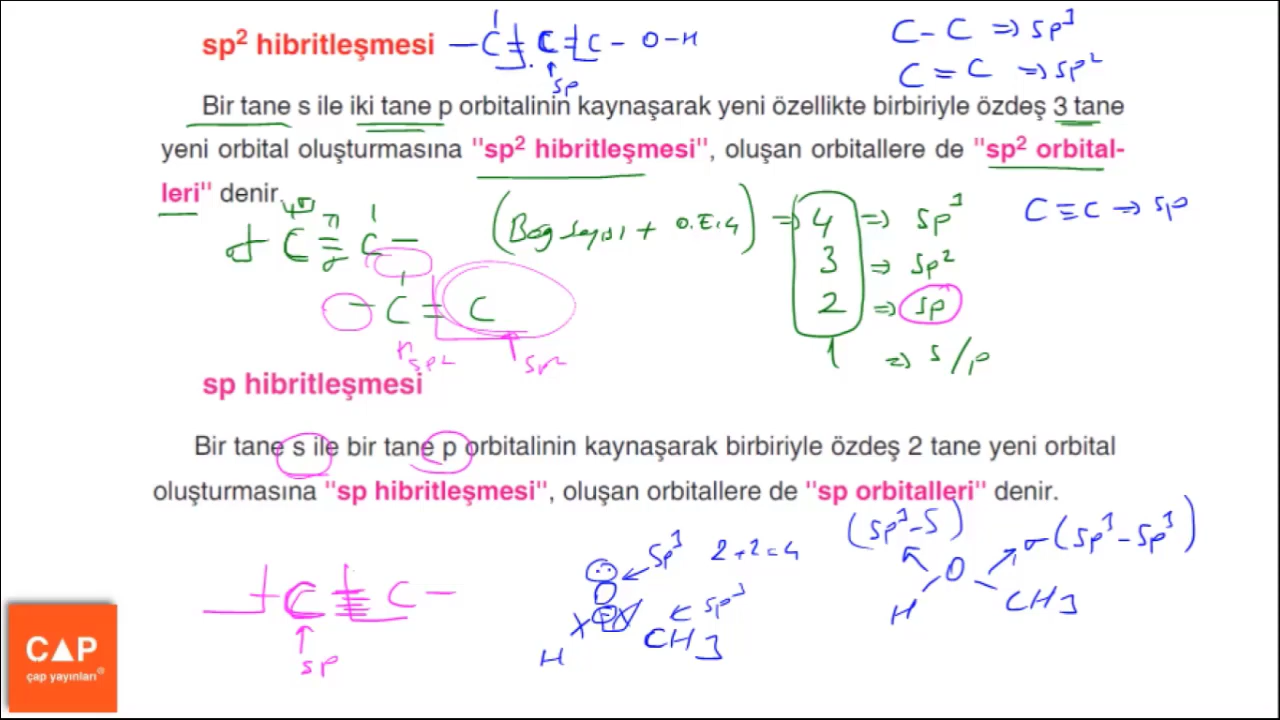 sp² hibritleşmesi
– C = C = C – O – H
sp
C – C ⇒ sp³
C = C ⇒ sp²
Bir tane s ile iki tane p orbitalinin kaynaşarak yeni özellikte birbiriyle özdeş 3 tane
yeni orbital oluşturmasına "sp² hibritleşmesi", oluşan orbitallere de "sp² orbital-
leri" denir.
C ≡ C → sp
C = C –
π
(Bağ sayısı + O.E.Ç) ⇒ 4 ⇒ sp³
3 ⇒ sp²
2 ⇒ sp
1 ⇒ s/p
– C = C
sp² sp²
sp hibritleşmesi
Bir tane s ile bir tane p orbitalinin kaynaşarak birbiriyle özdeş 2 tane yeni orbital
oluşturmasına "sp hibritleşmesi", oluşan orbitallere de "sp orbitalleri" denir.
– C ≡ C –
sp
sp³ 2+2=4
O
sp³
H CH3
(sp³ – s) σ(sp³ – sp³)
O
H CH3
ÇAP
çap yayınları®